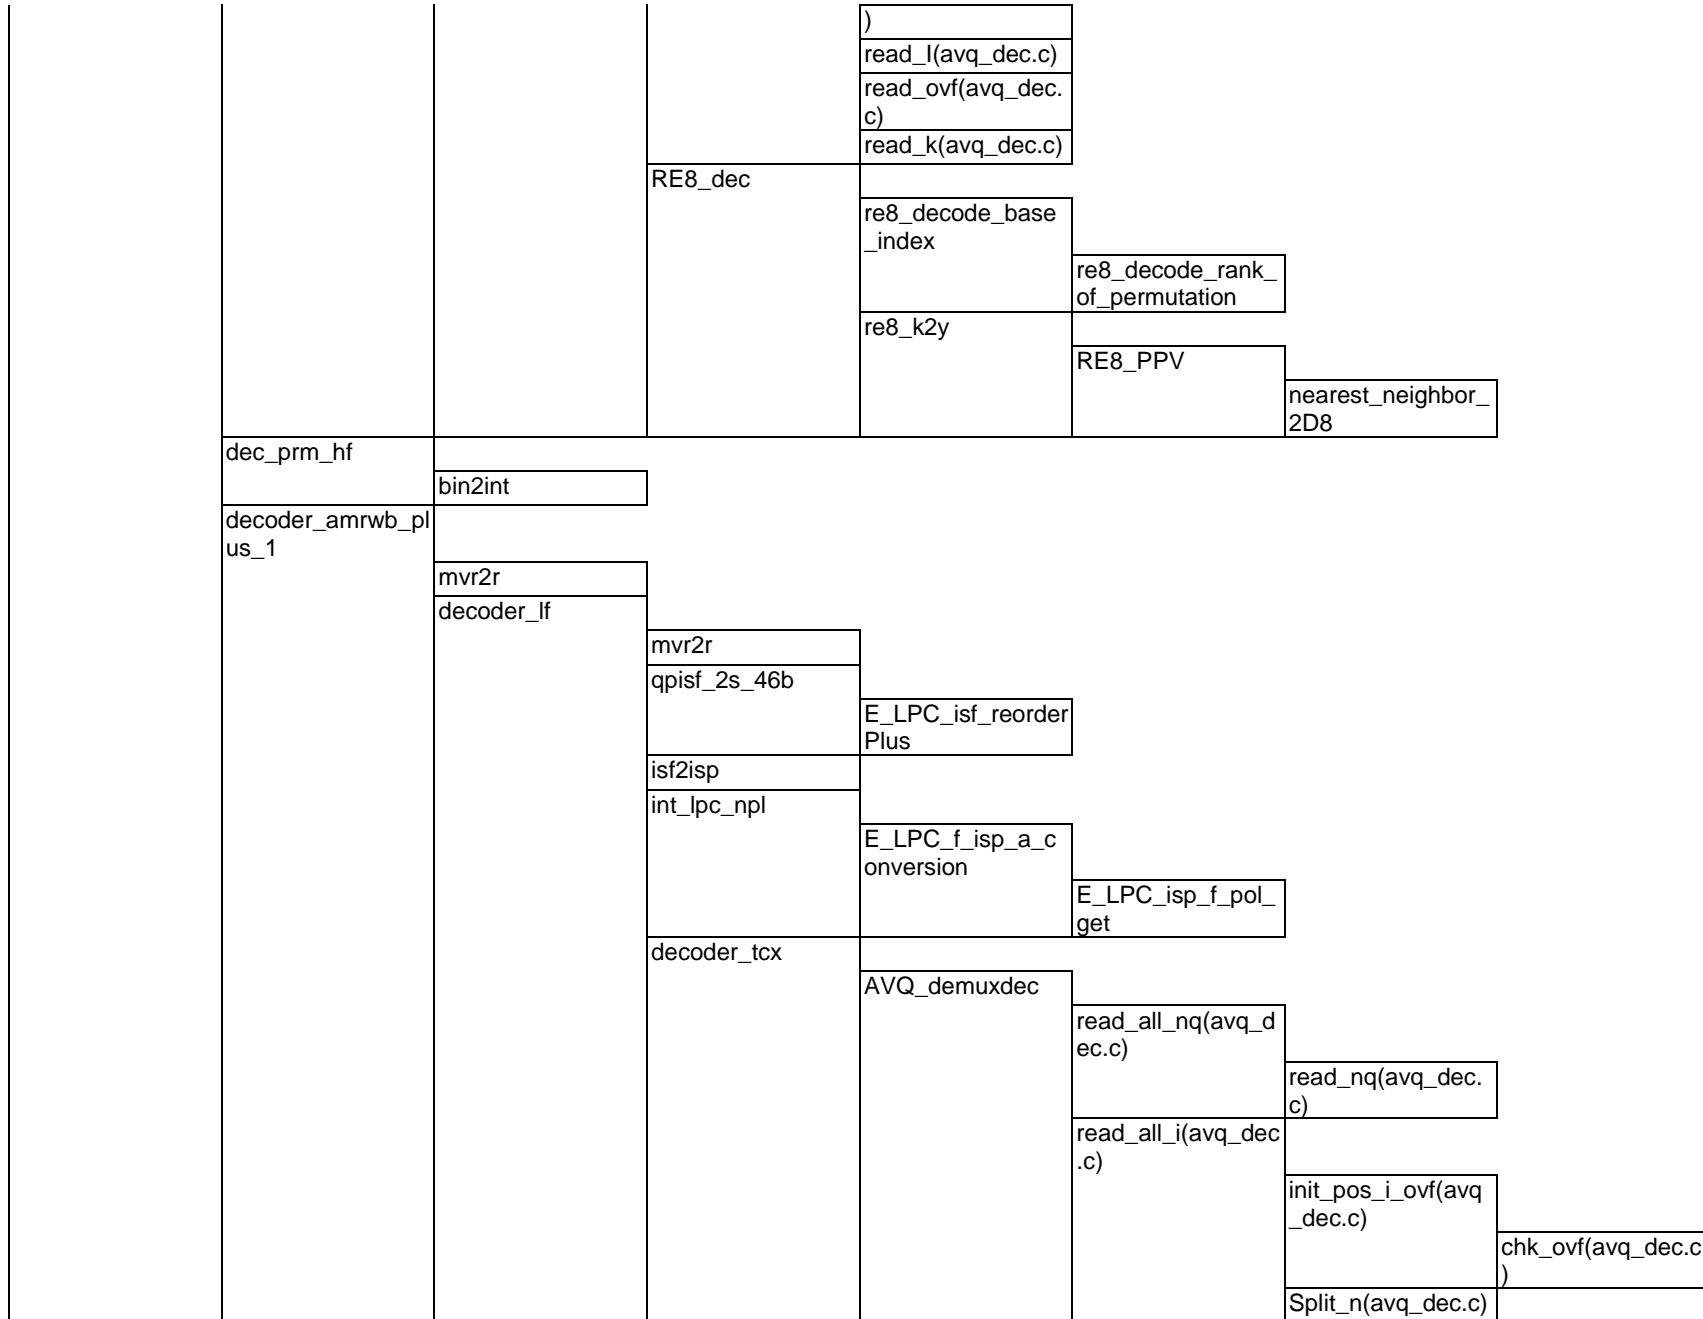 )
read_I(avq_dec.c)
read_ovf(avq_dec.
c)
read_k(avq_dec.c)
RE8_dec
re8_decode_base
_index
re8_decode_rank_
of_permutation
re8_k2y
RE8_PPV
nearest_neighbor_
2D8
dec_prm_hf
bin2int
decoder_amrwb_pl
us_1
mvr2r
decoder_lf
mvr2r
qpisf_2s_46b
E_LPC_isf_reorder
Plus
isf2isp
int_lpc_npl
E_LPC_f_isp_a_c
onversion
E_LPC_isp_f_pol_
get
decoder_tcx
AVQ_demuxdec
read_all_nq(avq_d
ec.c)
read_nq(avq_dec.
c)
read_all_i(avq_dec
.c)
init_pos_i_ovf(avq
_dec.c)
chk_ovf(avq_dec.c
)
Split_n(avq_dec.c)